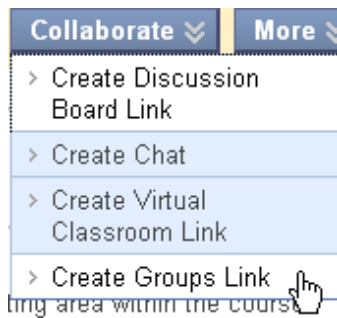 Collaborate More
> Create Discussion
Board Link
> Create Chat
> Create Virtual
Classroom Link
> Create Groups Link
ting area within the course